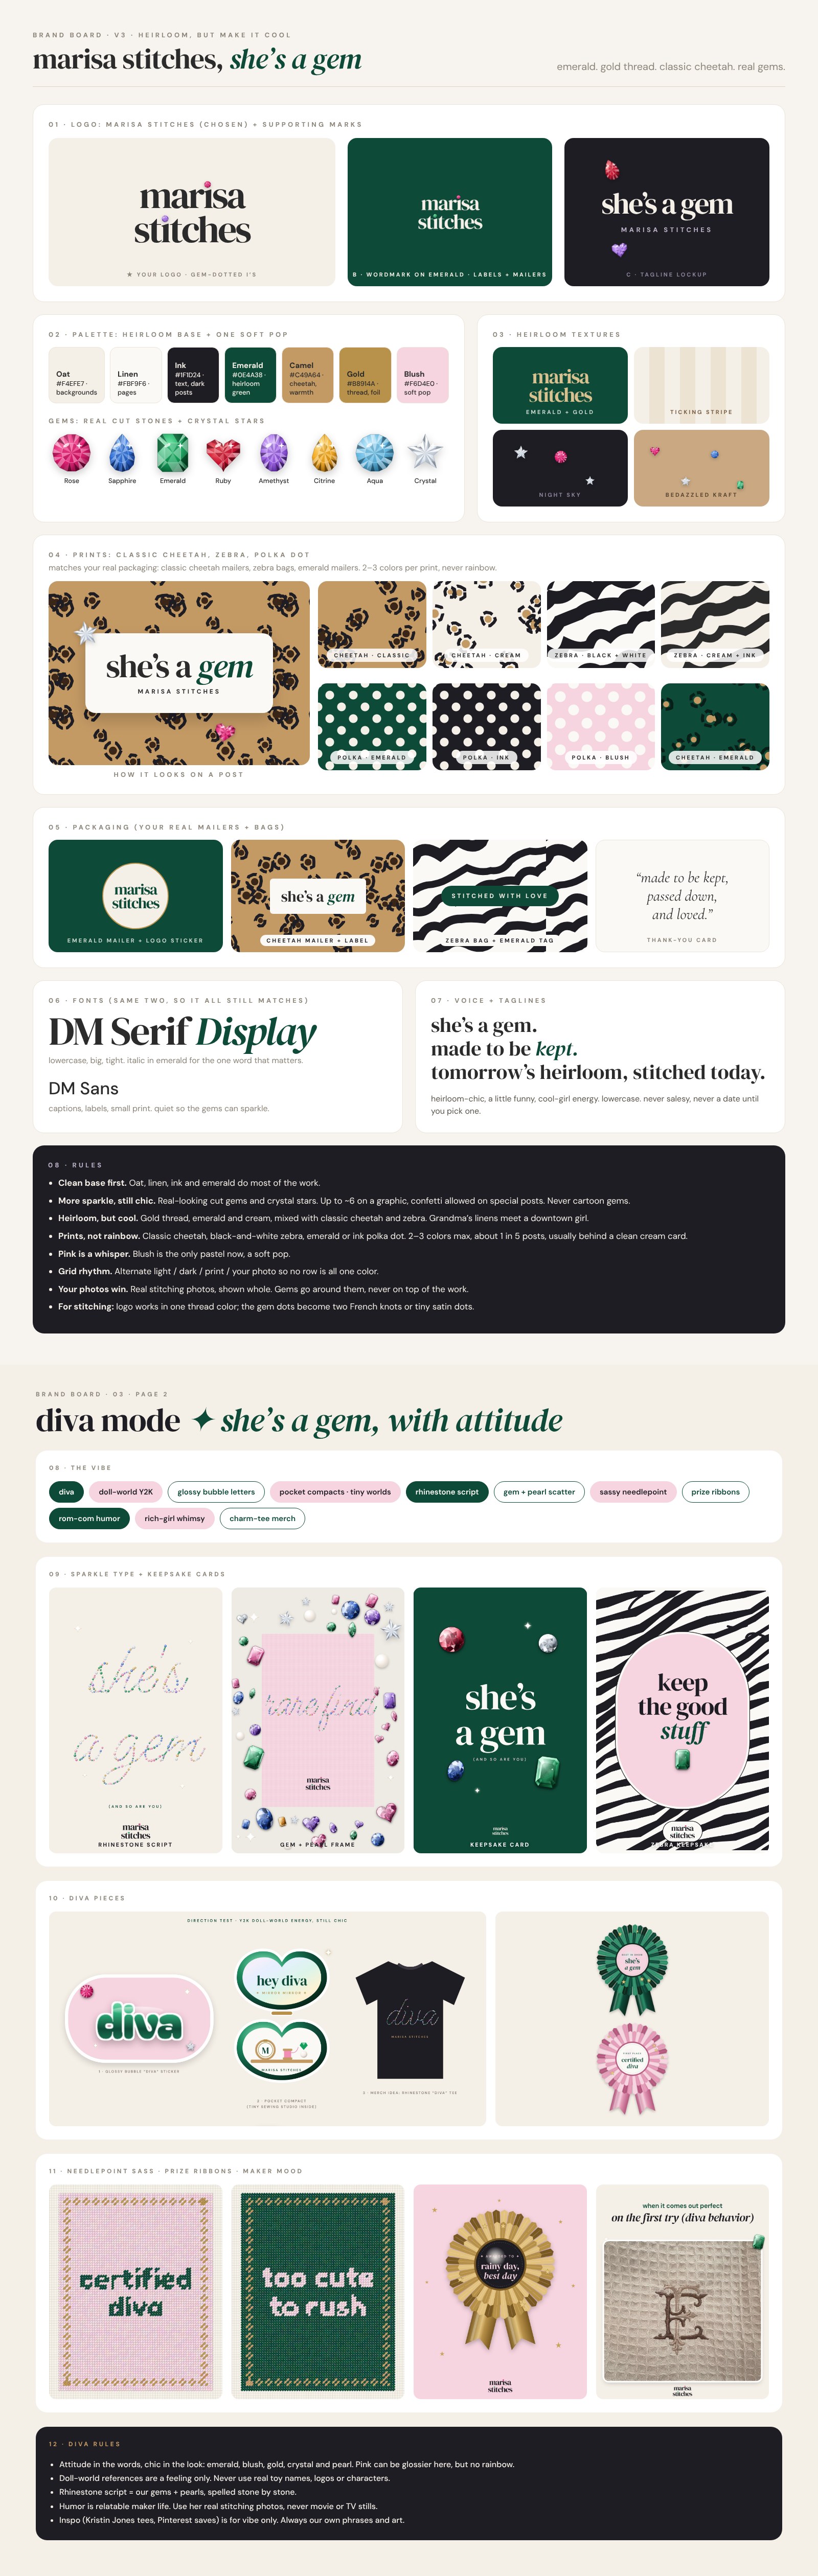 BRAND BOARD · V3 · HEIRLOOM, BUT MAKE IT COOL
marisa stitches, she's a gem
emerald. gold thread. classic cheetah. real gems.
01 · LOGO: MARISA STITCHES (CHOSEN) + SUPPORTING MARKS
marisa
stitches
★ YOUR LOGO · GEM-DOTTED I'S
marisa
stitches
B · WORDMARK ON EMERALD · LABELS + MAILERS
she's a gem
MARISA STITCHES
C · TAGLINE LOCKUP
02 · PALETTE: HEIRLOOM BASE + ONE SOFT POP
Oat
#F4EFE7 ·
backgrounds
Linen
#FBF9F6 ·
pages
Ink
#1F1D24 ·
text, dark
posts
Emerald
#0E4A38 ·
heirloom
green
Camel
#C49A64 ·
cheetah,
warmth
Gold
#B8914A ·
thread, foil
Blush
#F6D4E0 ·
soft pop
GEMS: REAL CUT STONES + CRYSTAL STARS
Rose
Sapphire
Emerald
Ruby
Amethyst
Citrine
Aqua
Crystal
03 · HEIRLOOM TEXTURES
marisa
stitches
EMERALD + GOLD
TICKING STRIPE
NIGHT SKY
BEDAZZLED KRAFT
04 · PRINTS: CLASSIC CHEETAH, ZEBRA, POLKA DOT
matches your real packaging: classic cheetah mailers, zebra bags, emerald mailers. 2–3 colors per print, never rainbow.
she's a gem
MARISA STITCHES
HOW IT LOOKS ON A POST
CHEETAH · CLASSIC
CHEETAH · CREAM
ZEBRA · BLACK + WHITE
ZEBRA · CREAM + INK
POLKA · EMERALD
POLKA · INK
POLKA · BLUSH
CHEETAH · EMERALD
05 · PACKAGING (YOUR REAL MAILERS + BAGS)
marisa
stitches
EMERALD MAILER + LOGO STICKER
she's a gem
CHEETAH MAILER + LABEL
STITCHED WITH LOVE
ZEBRA BAG + EMERALD TAG
“made to be kept,
passed down,
and loved.”
THANK-YOU CARD
06 · FONTS (SAME TWO, SO IT ALL STILL MATCHES)
DM Serif Display
lowercase, big, tight. italic in emerald for the one word that matters.
DM Sans
captions, labels, small print. quiet so the gems can sparkle.
07 · VOICE + TAGLINES
she's a gem.
made to be kept.
tomorrow's heirloom, stitched today.
heirloom-chic, a little funny, cool-girl energy. lowercase. never salesy, never a date until
you pick one.
08 · RULES
• Clean base first. Oat, linen, ink and emerald do most of the work.
• More sparkle, still chic. Real-looking cut gems and crystal stars. Up to ~6 on a graphic, confetti allowed on special posts. Never cartoon gems.
• Heirloom, but cool. Gold thread, emerald and cream, mixed with classic cheetah and zebra. Grandma's linens meet a downtown girl.
• Prints, not rainbow. Classic cheetah, black-and-white zebra, emerald or ink polka dot. 2–3 colors max, about 1 in 5 posts, usually behind a clean cream card.
• Pink is a whisper. Blush is the only pastel now, a soft pop.
• Grid rhythm. Alternate light / dark / print / your photo so no row is all one color.
• Your photos win. Real stitching photos, shown whole. Gems go around them, never on top of the work.
• For stitching: logo works in one thread color; the gem dots become two French knots or tiny satin dots.
BRAND BOARD · 03 · PAGE 2
diva mode ✦ she's a gem, with attitude
08 · THE VIBE
diva
doll-world Y2K
glossy bubble letters
pocket compacts · tiny worlds
rhinestone script
gem + pearl scatter
sassy needlepoint
prize ribbons
rom-com humor
rich-girl whimsy
charm-tee merch
09 · SPARKLE TYPE + KEEPSAKE CARDS
she's
a gem
(AND SO ARE YOU)
marisa
stitches
RHINESTONE SCRIPT
rare find
marisa
stitches
GEM + PEARL FRAME
she's
a gem
(AND SO ARE YOU)
marisa
stitches
KEEPSAKE CARD
keep
the good
stuff
marisa
stitches
10 · DIVA PIECES
DIRECTION TEST · Y2K DOLL-WORLD ENERGY, STILL CHIC
diva
1 · GLOSSY BUBBLE "DIVA" STICKER
hey diva
MIRROR MIRROR
M
MARISA STITCHES
2 · POCKET COMPACT
(TINY SEWING STUDIO INSIDE)
diva
MARISA STITCHES
3 · MERCH IDEA: RHINESTONE "DIVA" TEE
she's
a gem
certified
diva
11 · NEEDLEPOINT SASS · PRIZE RIBBONS · MAKER MOOD
certified
diva
too cute
to rush
rainy day,
best day
marisa
stitches
when it comes out perfect
on the first try (diva behavior)
E
marisa
stitches
12 · DIVA RULES
• Attitude in the words, chic in the look: emerald, blush, gold, crystal and pearl. Pink can be glossier here, but no rainbow.
• Doll-world references are a feeling only. Never use real toy names, logos or characters.
• Rhinestone script = our gems + pearls, spelled stone by stone.
• Humor is relatable maker life. Use her real stitching photos, never movie or TV stills.
• Inspo (Kristin Jones tees, Pinterest saves) is for vibe only. Always our own phrases and art.